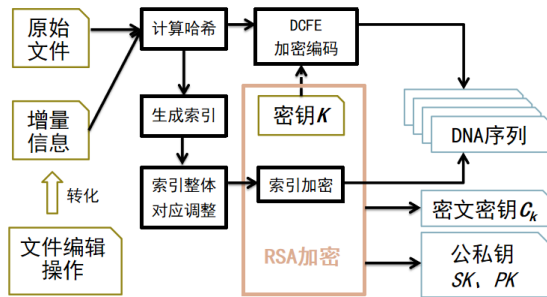 原始
文件
计算哈希
DCFE
加密编码
增量
信息
生成索引
密钥K
DNA序列
转化
索引整体
对应调整
索引加密
密文密钥Ck
文件编辑
操作
RSA加密
公私钥
SK、PK